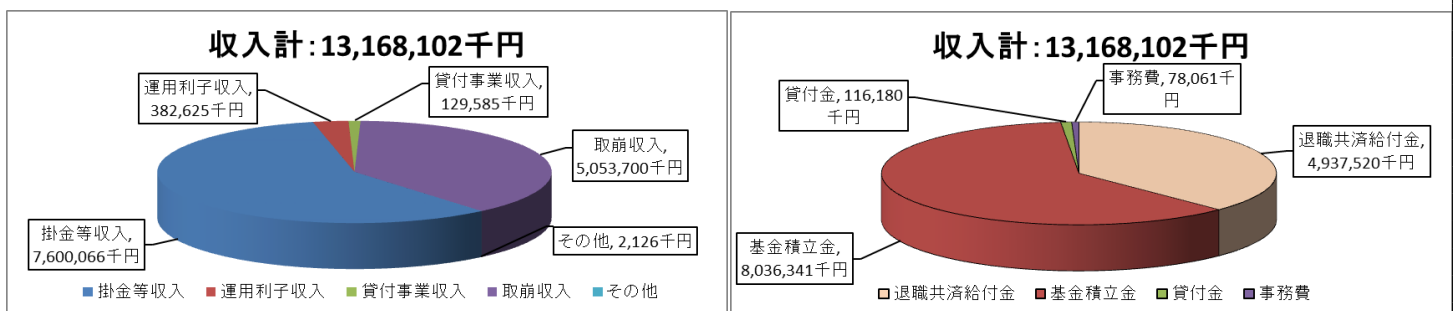 収入計:13,168,102千円
運用利子収入,
382,625千円
貸付事業収入,
129,585千円
取崩収入,
5,053,700千円
掛金等収入,
7,600,066千円
その他, 2,126千円
掛金等収入 運用利子収入 貸付事業収入 取崩収入 その他
収入計:13,168,102千円
貸付金, 116,180
千円
事務費, 78,061千
円
退職共済給付金,
4,937,520千円
基金積立金,
8,036,341千円
退職共済給付金 基金積立金 貸付金 事務費